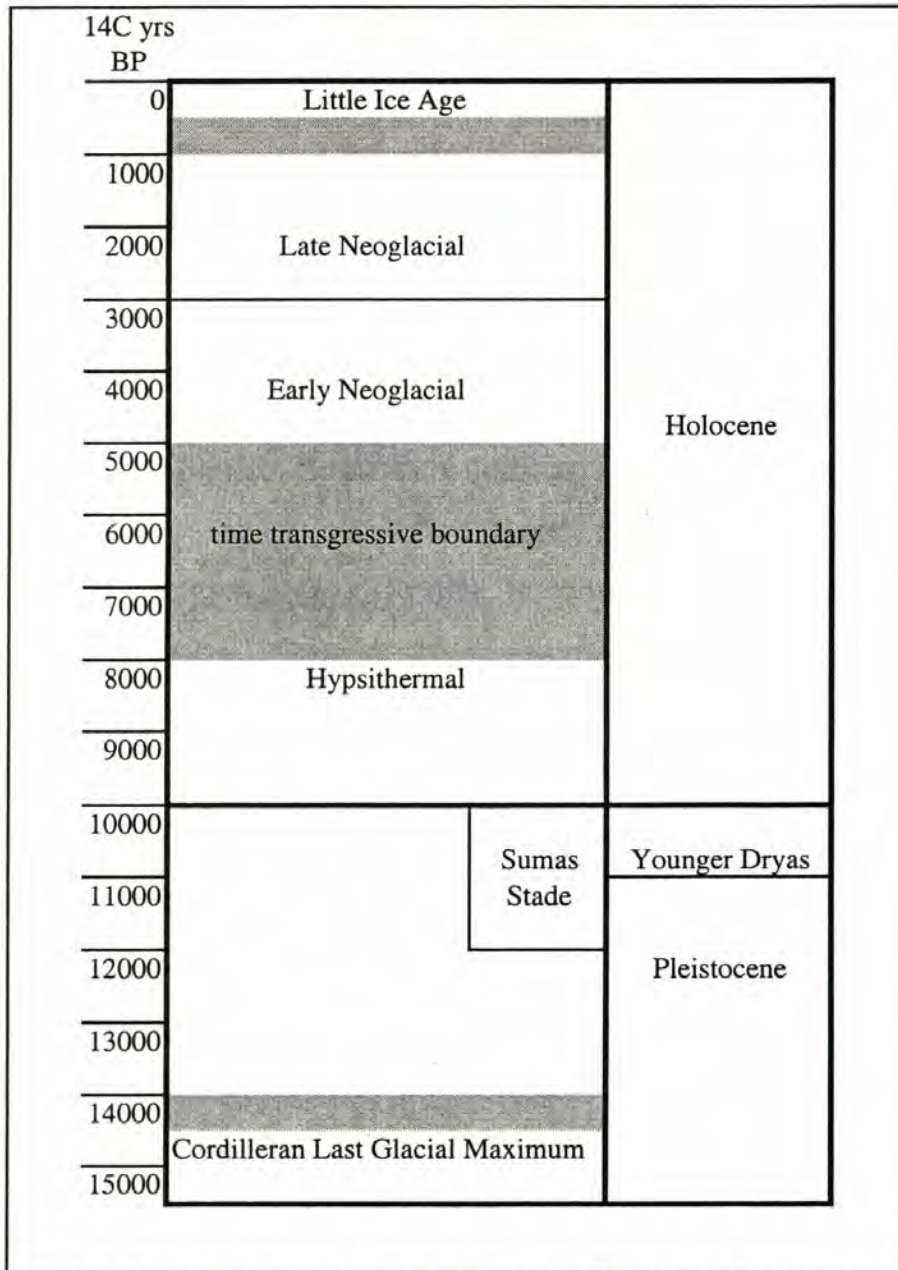 14C yrs
BP
0
Little Ice Age
1000
2000
Late Neoglacial
3000
4000
Early Neoglacial
Holocene
5000
6000
time transgressive boundary
7000
8000
Hypsithermal
9000
10000
Sumas
Stade
Younger Dryas
11000
12000
Pleistocene
13000
14000
Cordilleran Last Glacial Maximum
15000